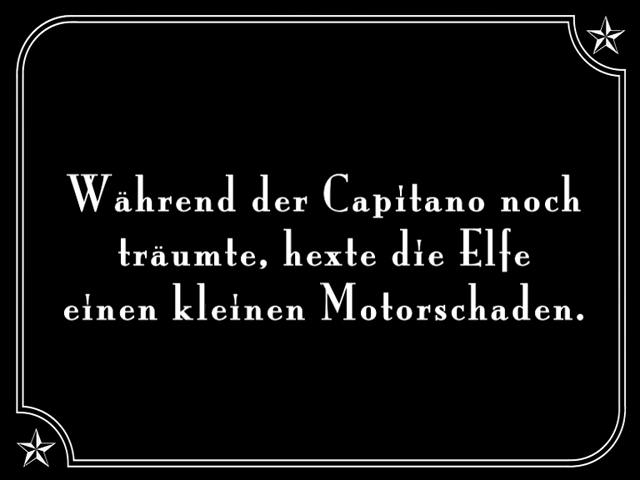 Während der Capitano noch
träumte, hexte die Elfe
einen kleinen Motorschaden.